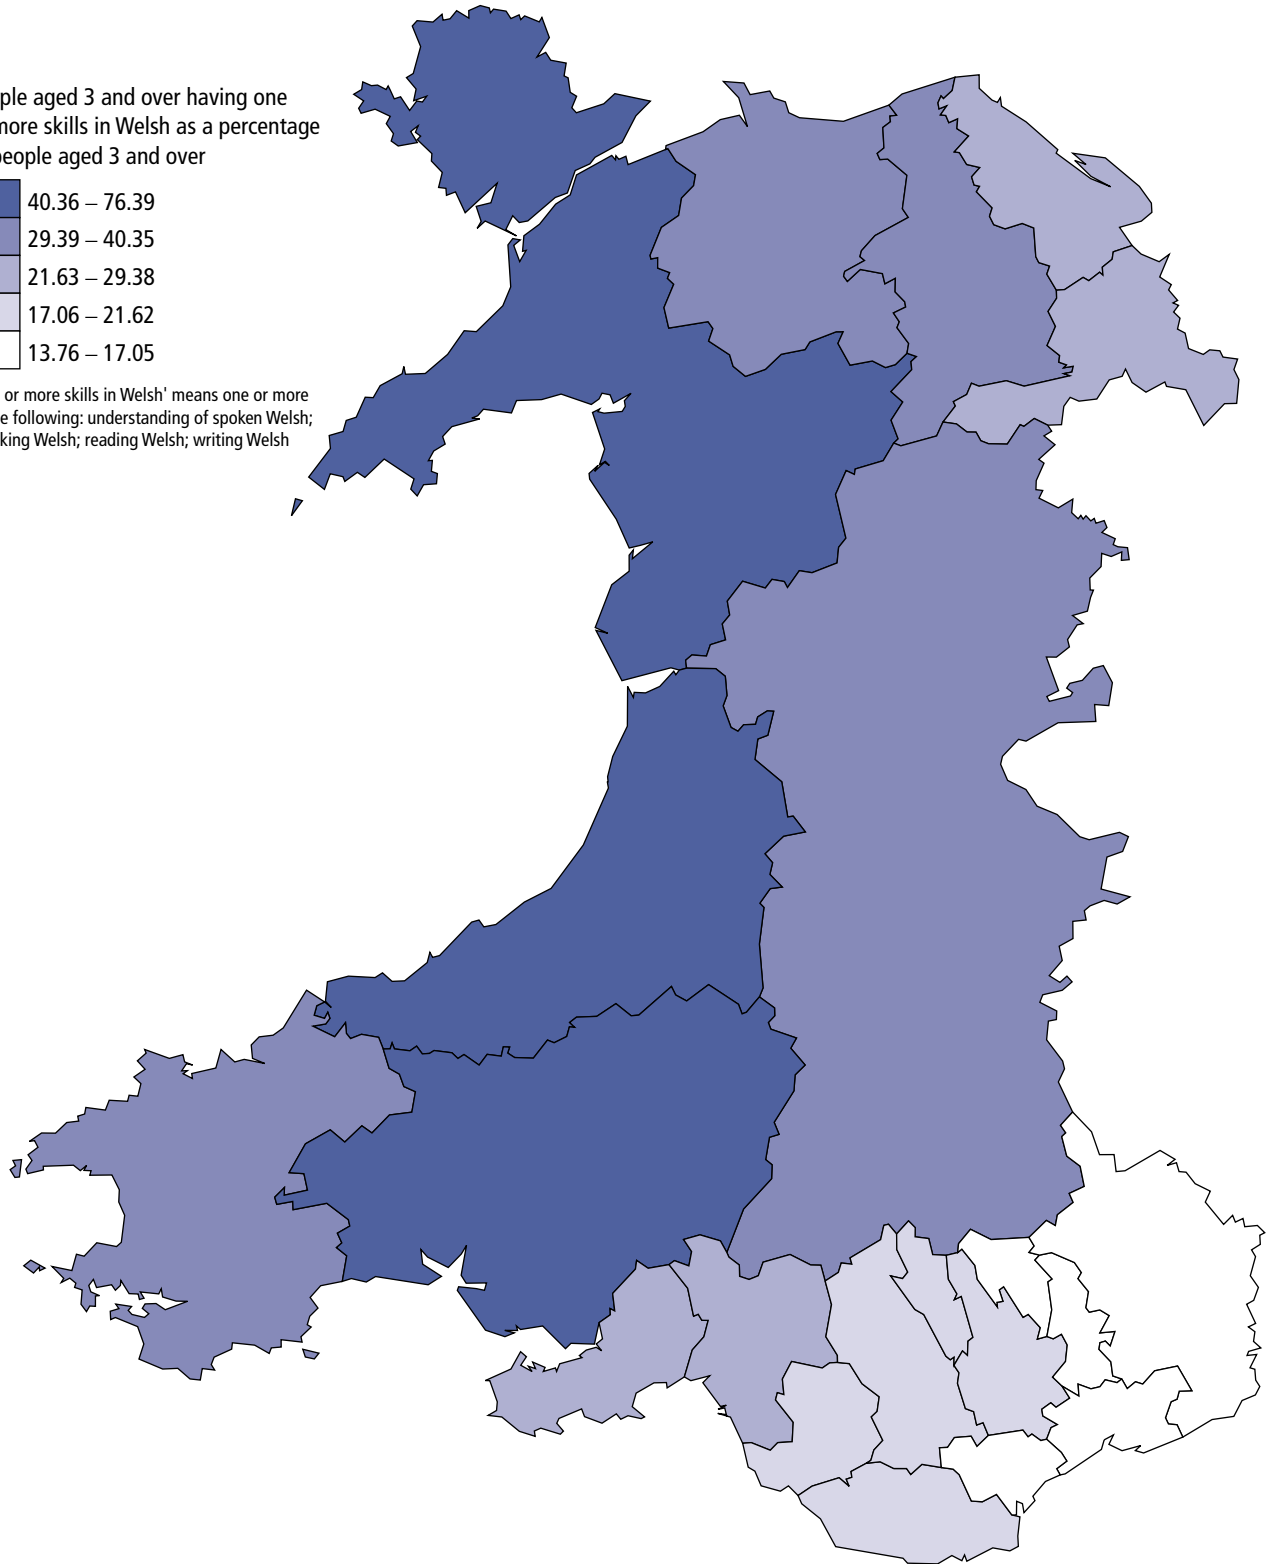 ple aged 3 and over having one
more skills in Welsh as a percentage
people aged 3 and over
40.36 – 76.39
29.39 – 40.35
21.63 – 29.38
17.06 – 21.62
13.76 – 17.05
or more skills in Welsh' means one or more
e following: understanding of spoken Welsh;
king Welsh; reading Welsh; writing Welsh